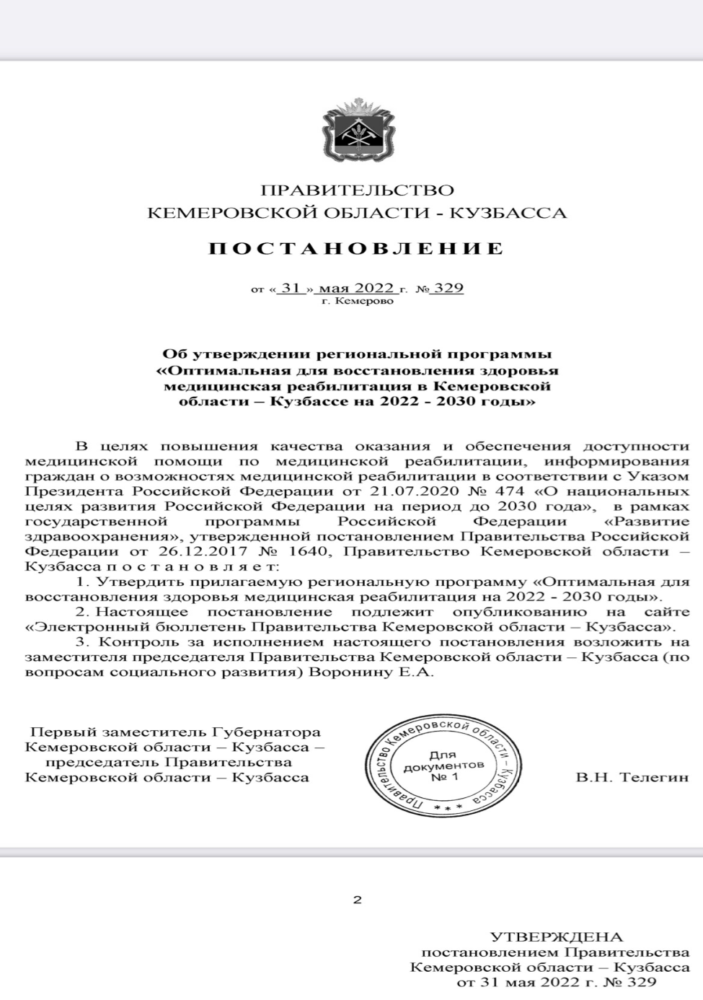 ПРАВИТЕЛЬСТВО
КЕМЕРОВСКОЙ ОБЛАСТИ - КУЗБАССА
ПОСТАНОВЛЕНИЕ
от « 31 » мая 2022 г. № 329
г. Кемерово
Об утверждении региональной программы
«Оптимальная для восстановления здоровья
медицинская реабилитация в Кемеровской
области – Кузбассе на 2022 - 2030 годы»
В целях повышения качества оказания и обеспечения доступности
медицинской помощи по медицинской реабилитации, информирования
граждан о возможностях медицинской реабилитации в соответствии с Указом
Президента Российской Федерации от 21.07.2020 № 474 «О национальных
целях развития Российской Федерации на период до 2030 года», в рамках
государственной программы Российской Федерации «Развитие
здравоохранения», утвержденной постановлением Правительства Российской
Федерации от 26.12.2017 № 1640, Правительство Кемеровской области –
Кузбасса п о с т а н о в л я е т:
1. Утвердить прилагаемую региональную программу «Оптимальная для
восстановления здоровья медицинская реабилитация на 2022 - 2030 годы».
2. Настоящее постановление подлежит опубликованию на сайте
«Электронный бюллетень Правительства Кемеровской области – Кузбасса».
3. Контроль за исполнением настоящего постановления возложить на
заместителя председателя Правительства Кемеровской области – Кузбасса (по
вопросам социального развития) Воронину Е.А.
Первый заместитель Губернатора
Кемеровской области – Кузбасса –
председатель Правительства
Кемеровской области – Кузбасса
Правительство Кемеровской области – Кузбасса
* * *
Для
документов
№ 1
В.Н. Телегин
2
УТВЕРЖДЕНА
постановлением Правительства
Кемеровской области – Кузбасса
от 31 мая 2022 г. № 329